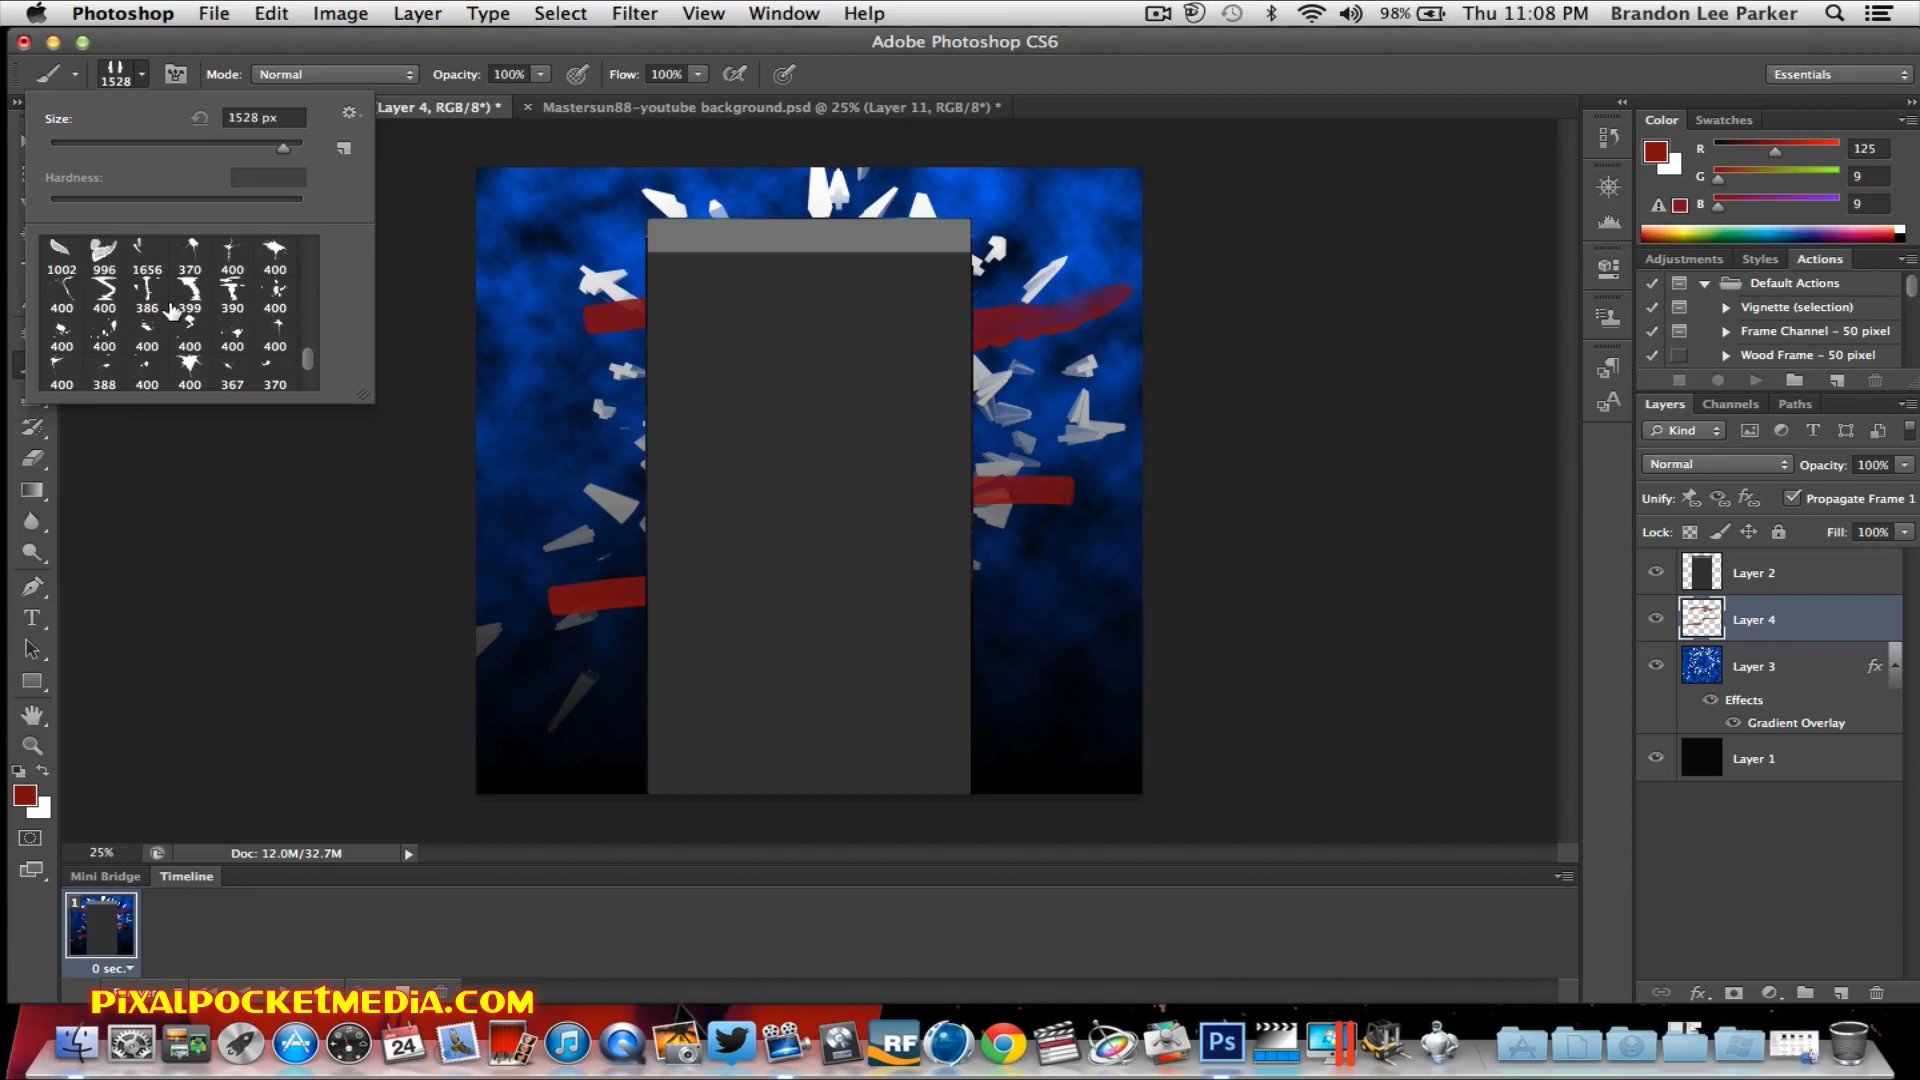 Photoshop File Edit Image Layer Type Select Filter View Window Help 98% Thu 11:08 PM Brandon Lee Parker
Adobe Photoshop CS6
1528 Mode: Normal Opacity: 100% Flow: 100% Essentials
Layer 4, RGB/8*) * × Mastersun88-youtube background.psd @ 25% (Layer 11, RGB/8*) *
Size: 1528 px
Hardness:
1002 996 1656 370 400 400
400 400 386 399 390 400
400 400 400 400 400 400
400 388 400 400 367 370
Color Swatches
R 125
G 9
B 9
Adjustments Styles Actions
Default Actions
Vignette (selection)
Frame Channel - 50 pixel
Wood Frame - 50 pixel
Layers Channels Paths
Kind
Normal Opacity: 100%
Unify: Propagate Frame 1
Lock: Fill: 100%
Layer 2
Layer 4
Layer 3 fx
Effects
Gradient Overlay
Layer 1
25% Doc: 12.0M/32.7M
Mini Bridge Timeline
1
0 sec.
PixalPocketMedia.com
24
RF
Ps